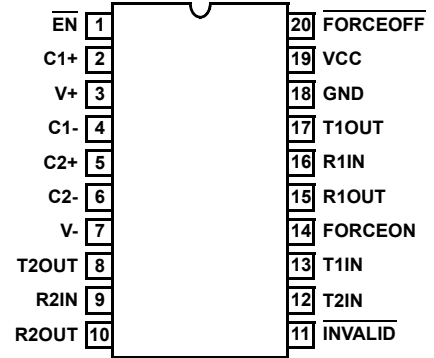 EN 1 20 FORCEOFF
C1+ 2 19 VCC
V+ 3 18 GND
C1- 4 17 T1OUT
C2+ 5 16 R1IN
C2- 6 15 R1OUT
V- 7 14 FORCEON
T2OUT 8 13 T1IN
R2IN 9 12 T2IN
R2OUT 10 11 INVALID